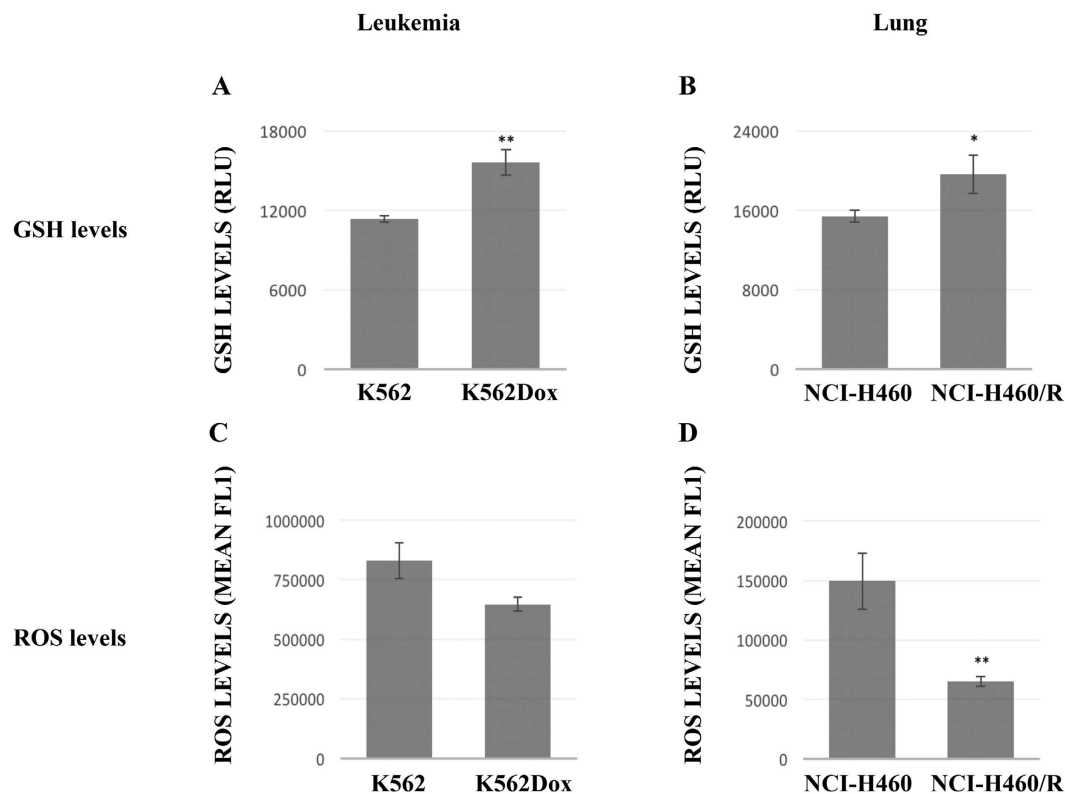 Leukemia
Lung
GSH levels
A
GSH LEVELS (RLU)
18000
12000
6000
0
**
K562
K562Dox
B
GSH LEVELS (RLU)
24000
16000
8000
0
*
NCI-H460
NCI-H460/R
ROS levels
C
ROS LEVELS (MEAN FL1)
1000000
750000
500000
250000
0
K562
K562Dox
D
ROS LEVELS (MEAN FL1)
200000
150000
100000
50000
0
**
NCI-H460
NCI-H460/R